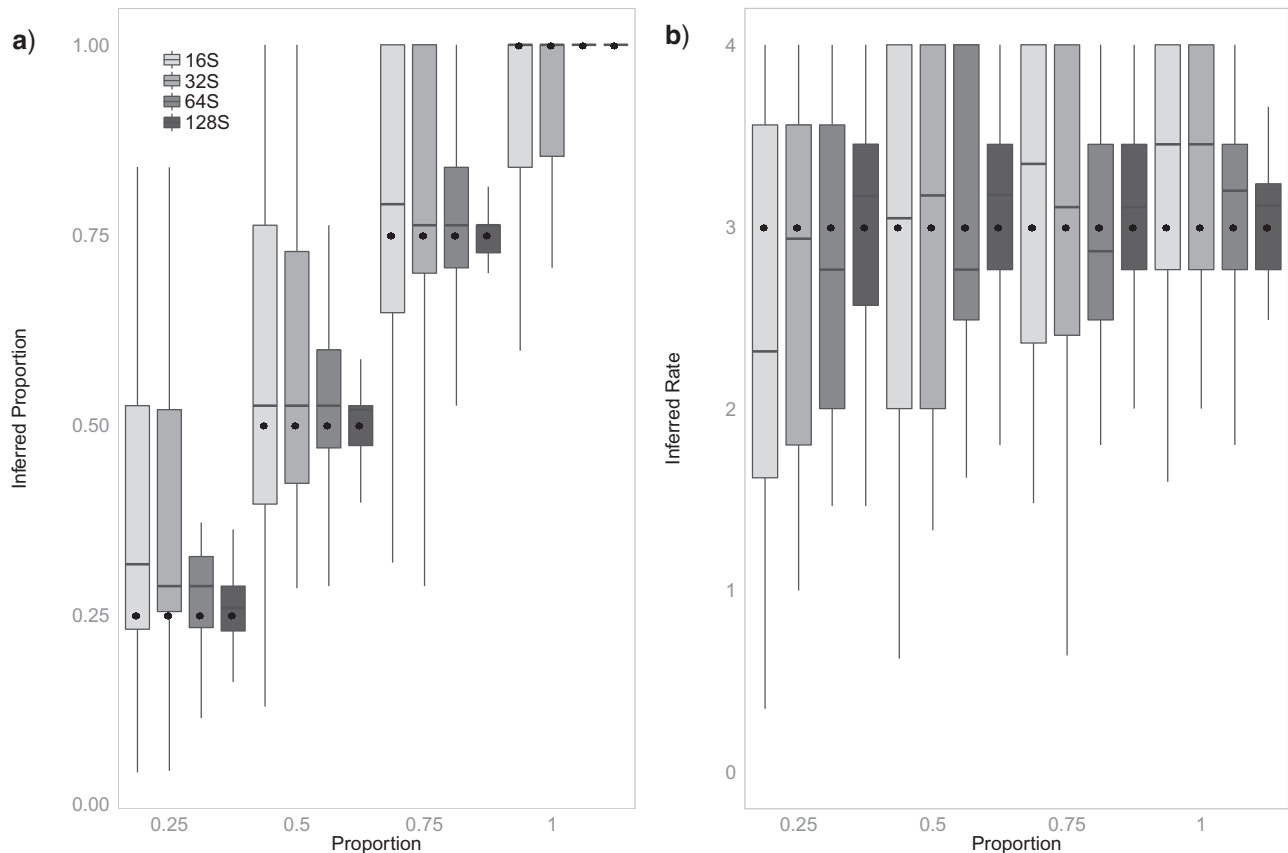 a)
1.00
0.75
0.50
0.25
0.00
Inferred Proportion
16S
32S
64S
128S
0.25 0.5 0.75 1
Proportion
b)
4
3
2
1
0
Inferred Rate
0.25 0.5 0.75 1
Proportion